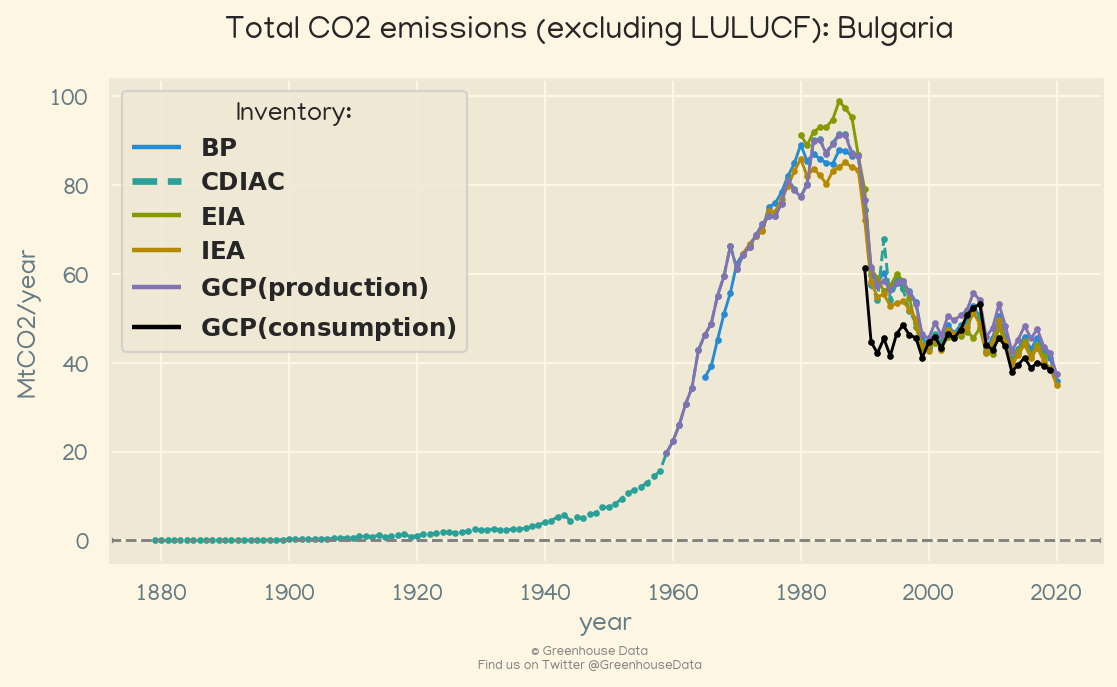 Total CO2 emissions (excluding LULUCF): Bulgaria
Inventory:
BP
CDIAC
EIA
IEA
GCP(production)
GCP(consumption)
MtCO2/year
100
80
60
40
20
0
1880 1900 1920 1940 1960 1980 2000 2020
year
© Greenhouse Data
Find us on Twitter @GreenhouseData